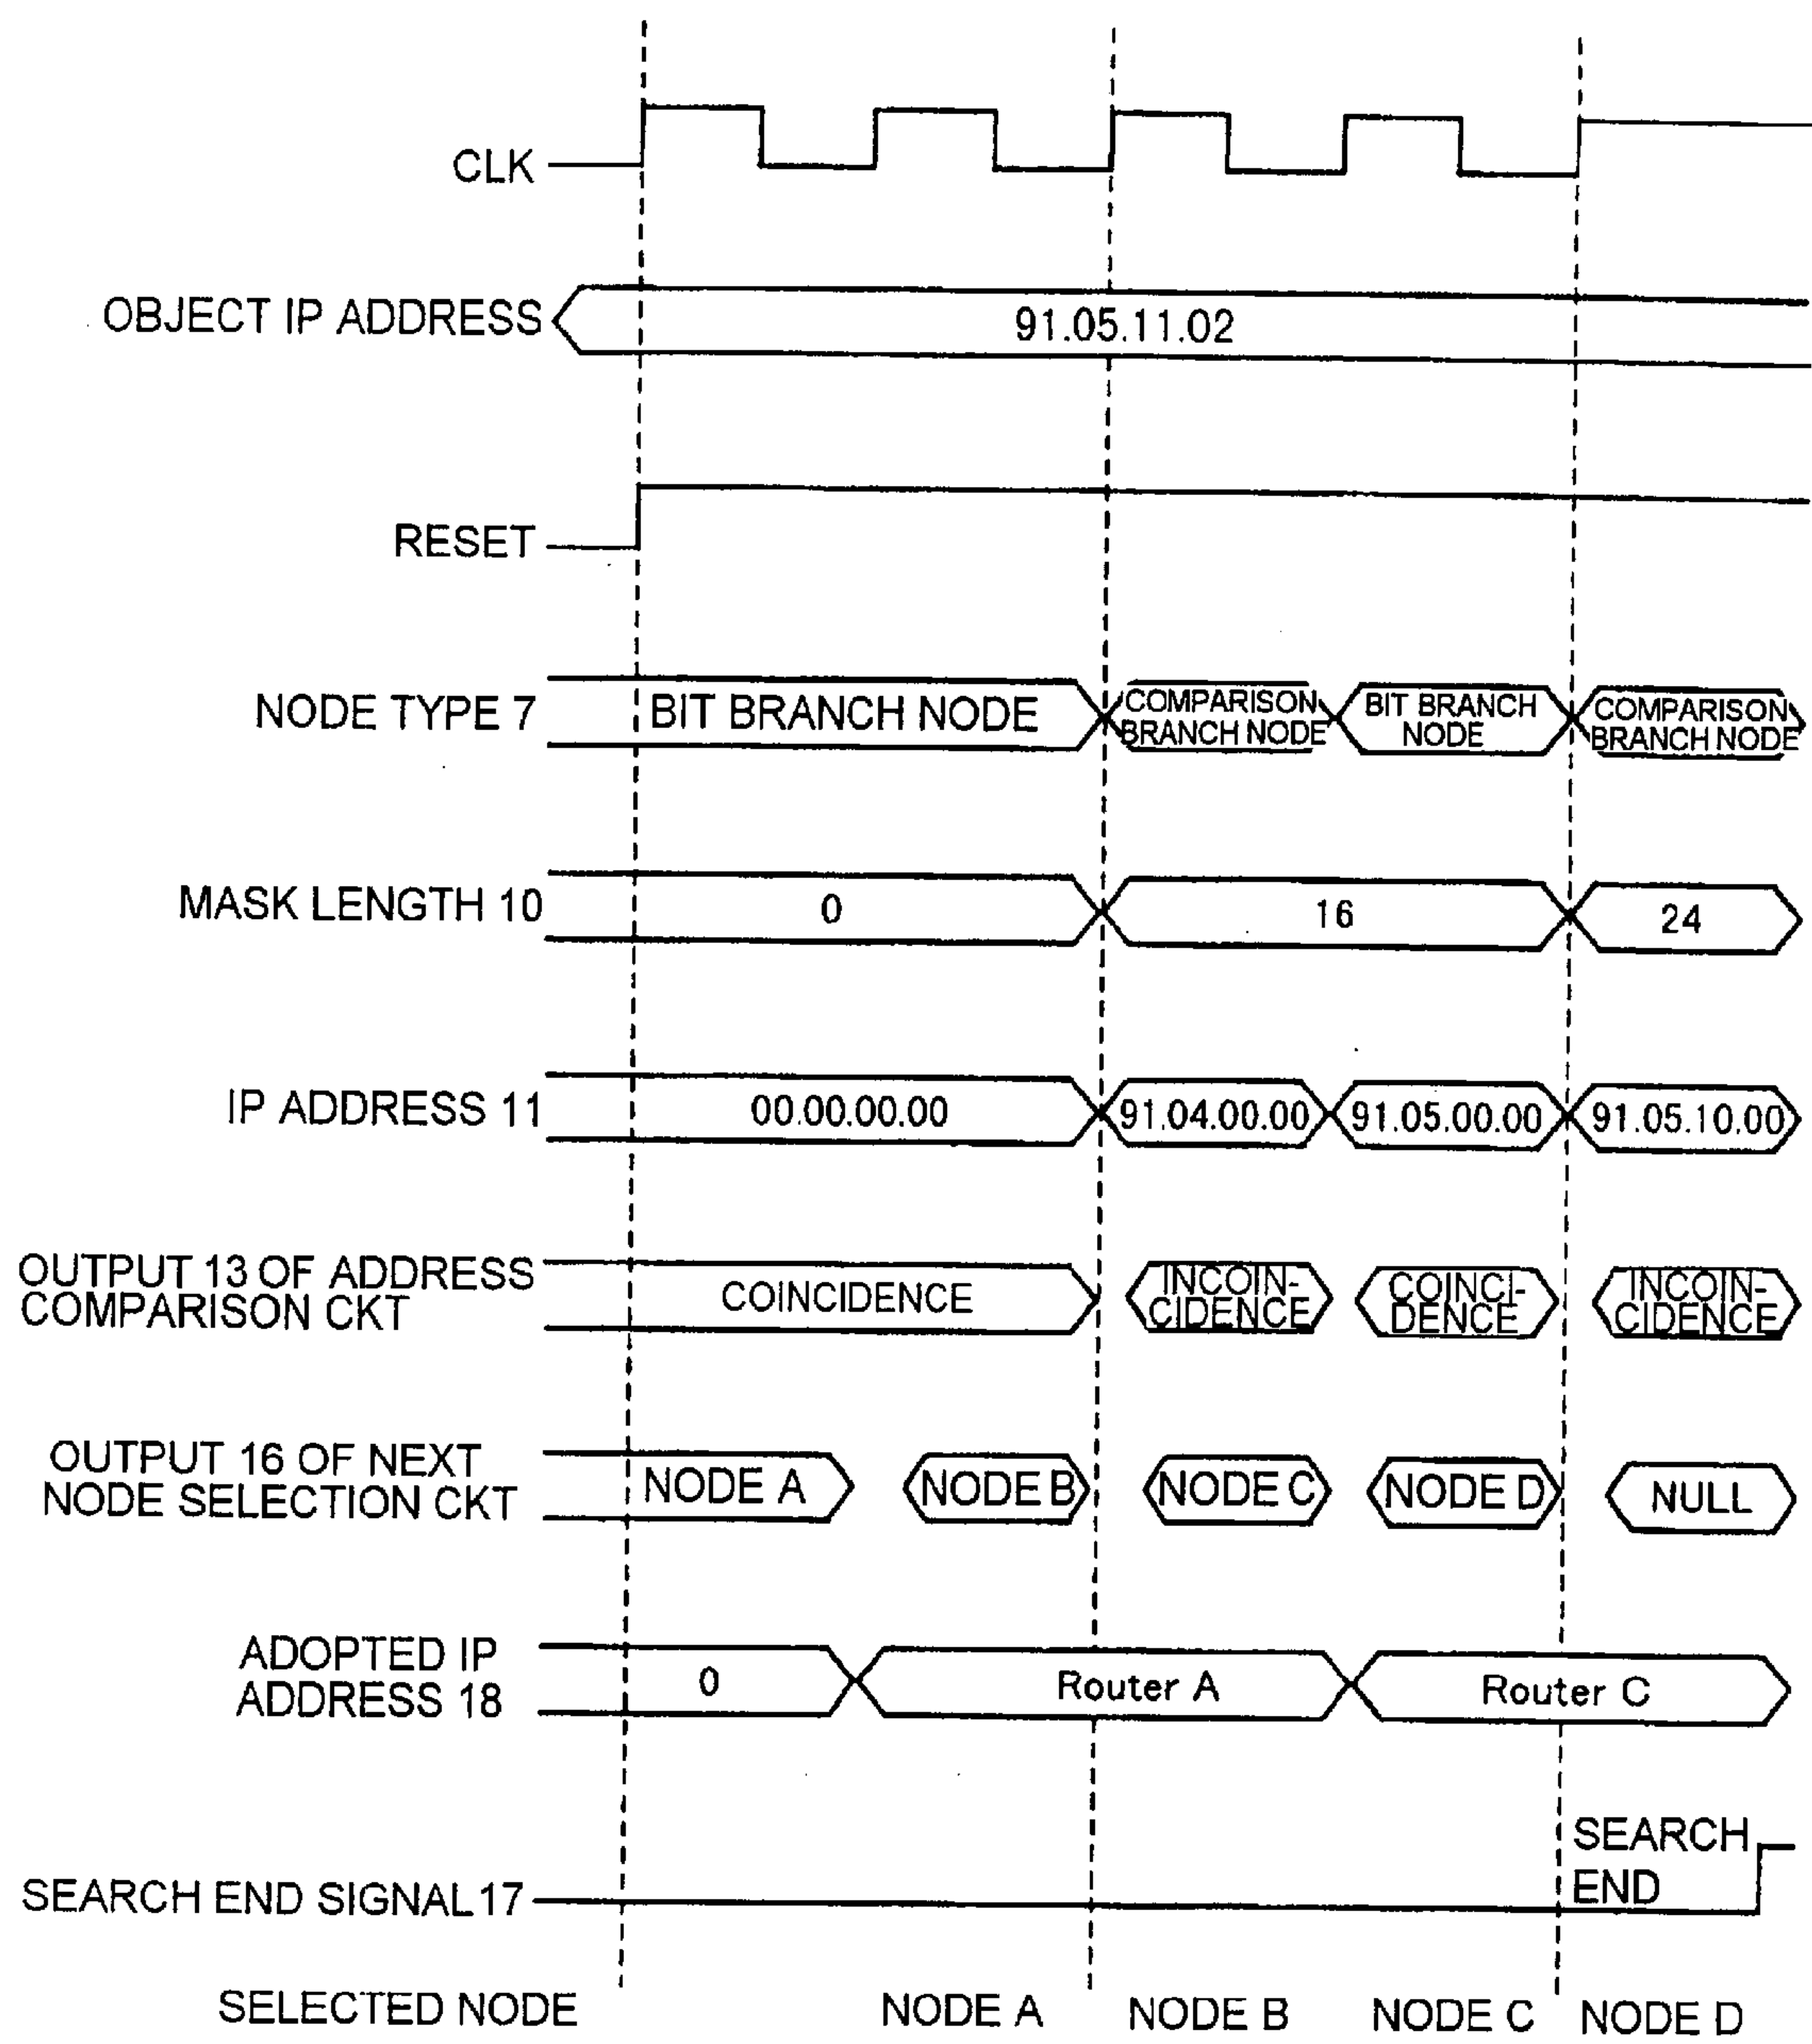 CLK
OBJECT IP ADDRESS
91.05.11.02
RESET
NODE TYPE 7
BIT BRANCH NODE
COMPARISON
BRANCH NODE
BIT BRANCH
NODE
COMPARISON
BRANCH NODE
MASK LENGTH 10
0
16
24
IP ADDRESS 11
00.00.00.00
91.04.00.00
91.05.00.00
91.05.10.00
OUTPUT 13 OF ADDRESS
COMPARISON CKT
COINCIDENCE
INCOIN-
CIDENCE
COINCI-
DENCE
INCOIN-
CIDENCE
OUTPUT 16 OF NEXT
NODE SELECTION CKT
NODE A
NODE B
NODE C
NODE D
NULL
ADOPTED IP
ADDRESS 18
0
Router A
Router C
SEARCH END SIGNAL17
SEARCH
END
SELECTED NODE
NODE A
NODE B
NODE C
NODE D